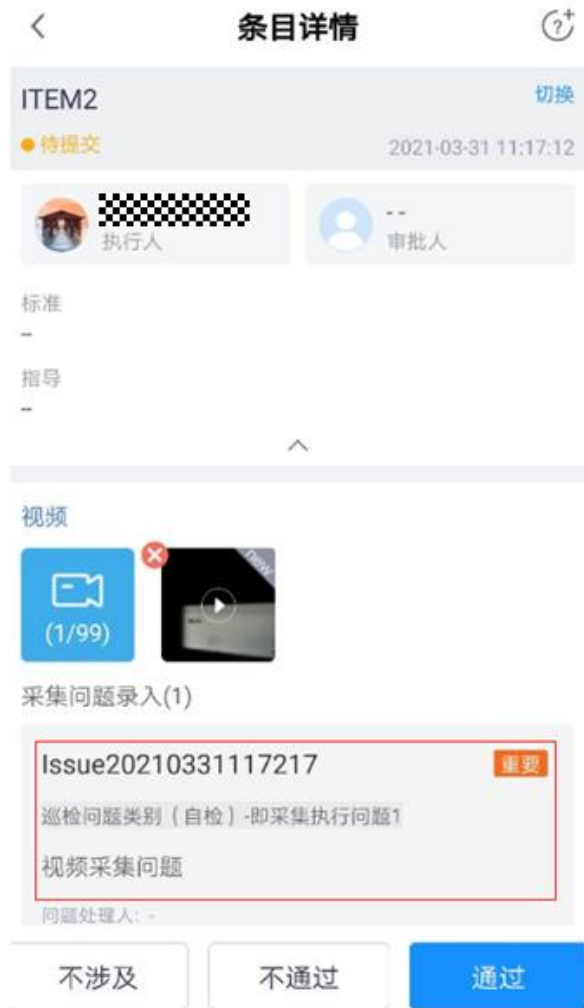 条目详情
?+
ITEM2 切换
待提交 2021-03-31 11:17:12
执行人
--
审批人
标准
--
指导
--
视频
(1/99)
new
采集问题录入(1)
Issue20210331117217 重要
巡检问题类别（自检）-即采集执行问题1
视频采集问题
问题处理人: -
不涉及 不通过 通过